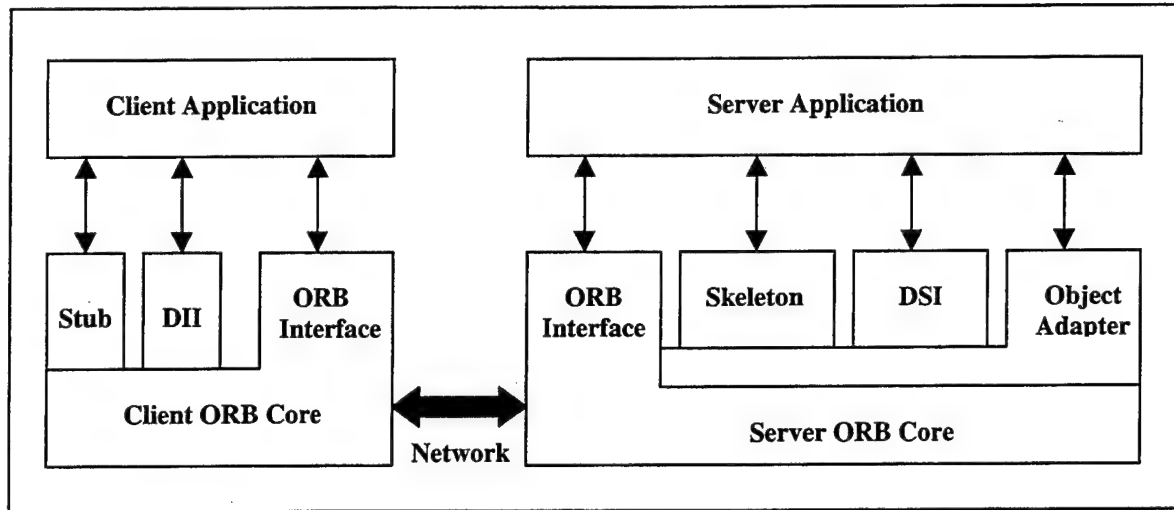 Client Application
Server Application
Stub
DII
ORB
Interface
ORB
Interface
Skeleton
DSI
Object
Adapter
Client ORB Core
Network
Server ORB Core